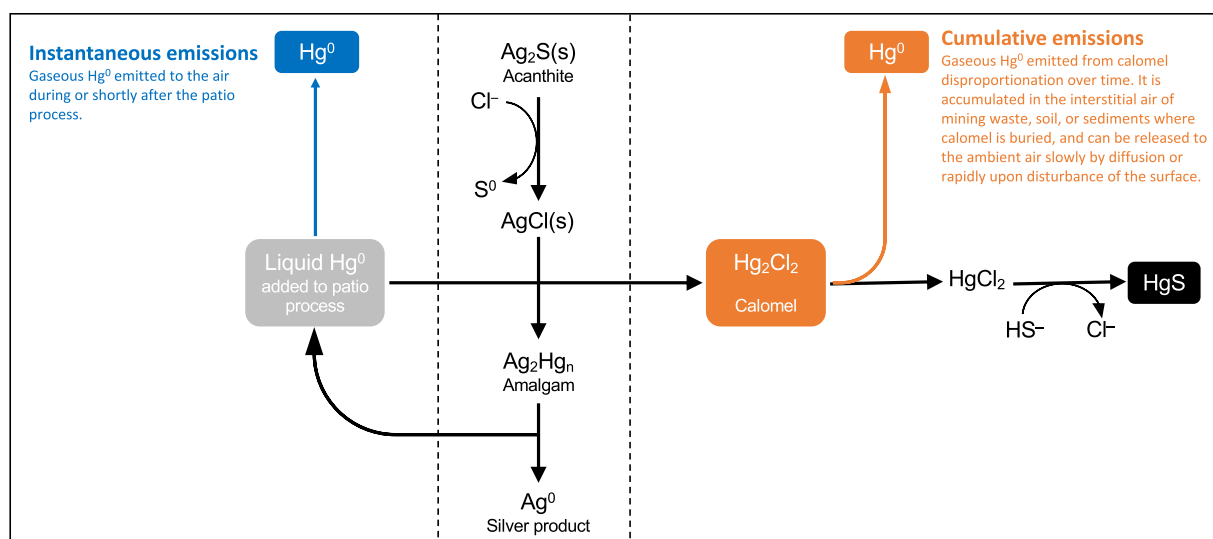 Instantaneous emissions
Gaseous Hg⁰ emitted to the air
during or shortly after the patio
process.
Hg⁰
Ag₂S(s)
Acanthite
Cl⁻
S⁰
AgCl(s)
Hg⁰
Cumulative emissions
Gaseous Hg⁰ emitted from calomel
disproportionation over time. It is
accumulated in the interstitial air of
mining waste, soil, or sediments where
calomel is buried, and can be released to
the ambient air slowly by diffusion or
rapidly upon disturbance of the surface.
Liquid Hg⁰
added to patio
process
Hg₂Cl₂
Calomel
HgCl₂
HgS
HS⁻
Cl⁻
Ag₂Hgₙ
Amalgam
Ag⁰
Silver product